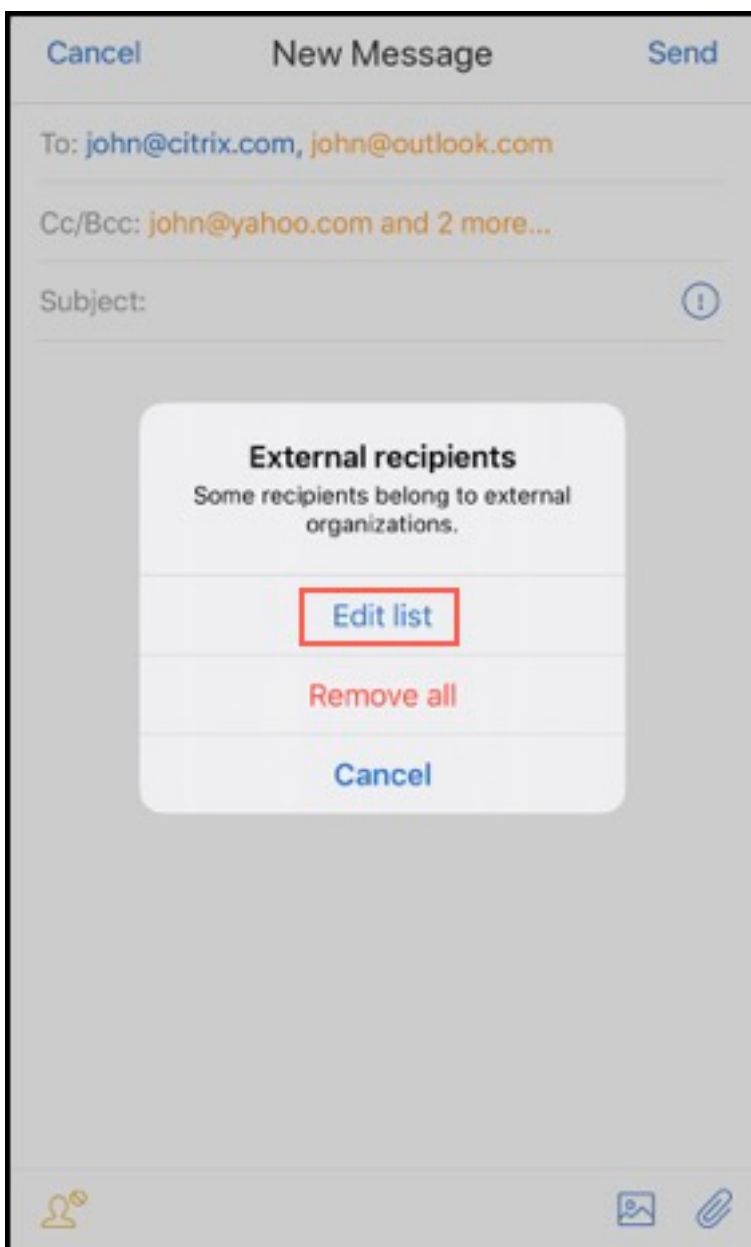 Cancel New Message Send
To: john@citrix.com, john@outlook.com
Cc/Bcc: john@yahoo.com and 2 more...
Subject:
External recipients
Some recipients belong to external
organizations.
Edit list
Remove all
Cancel